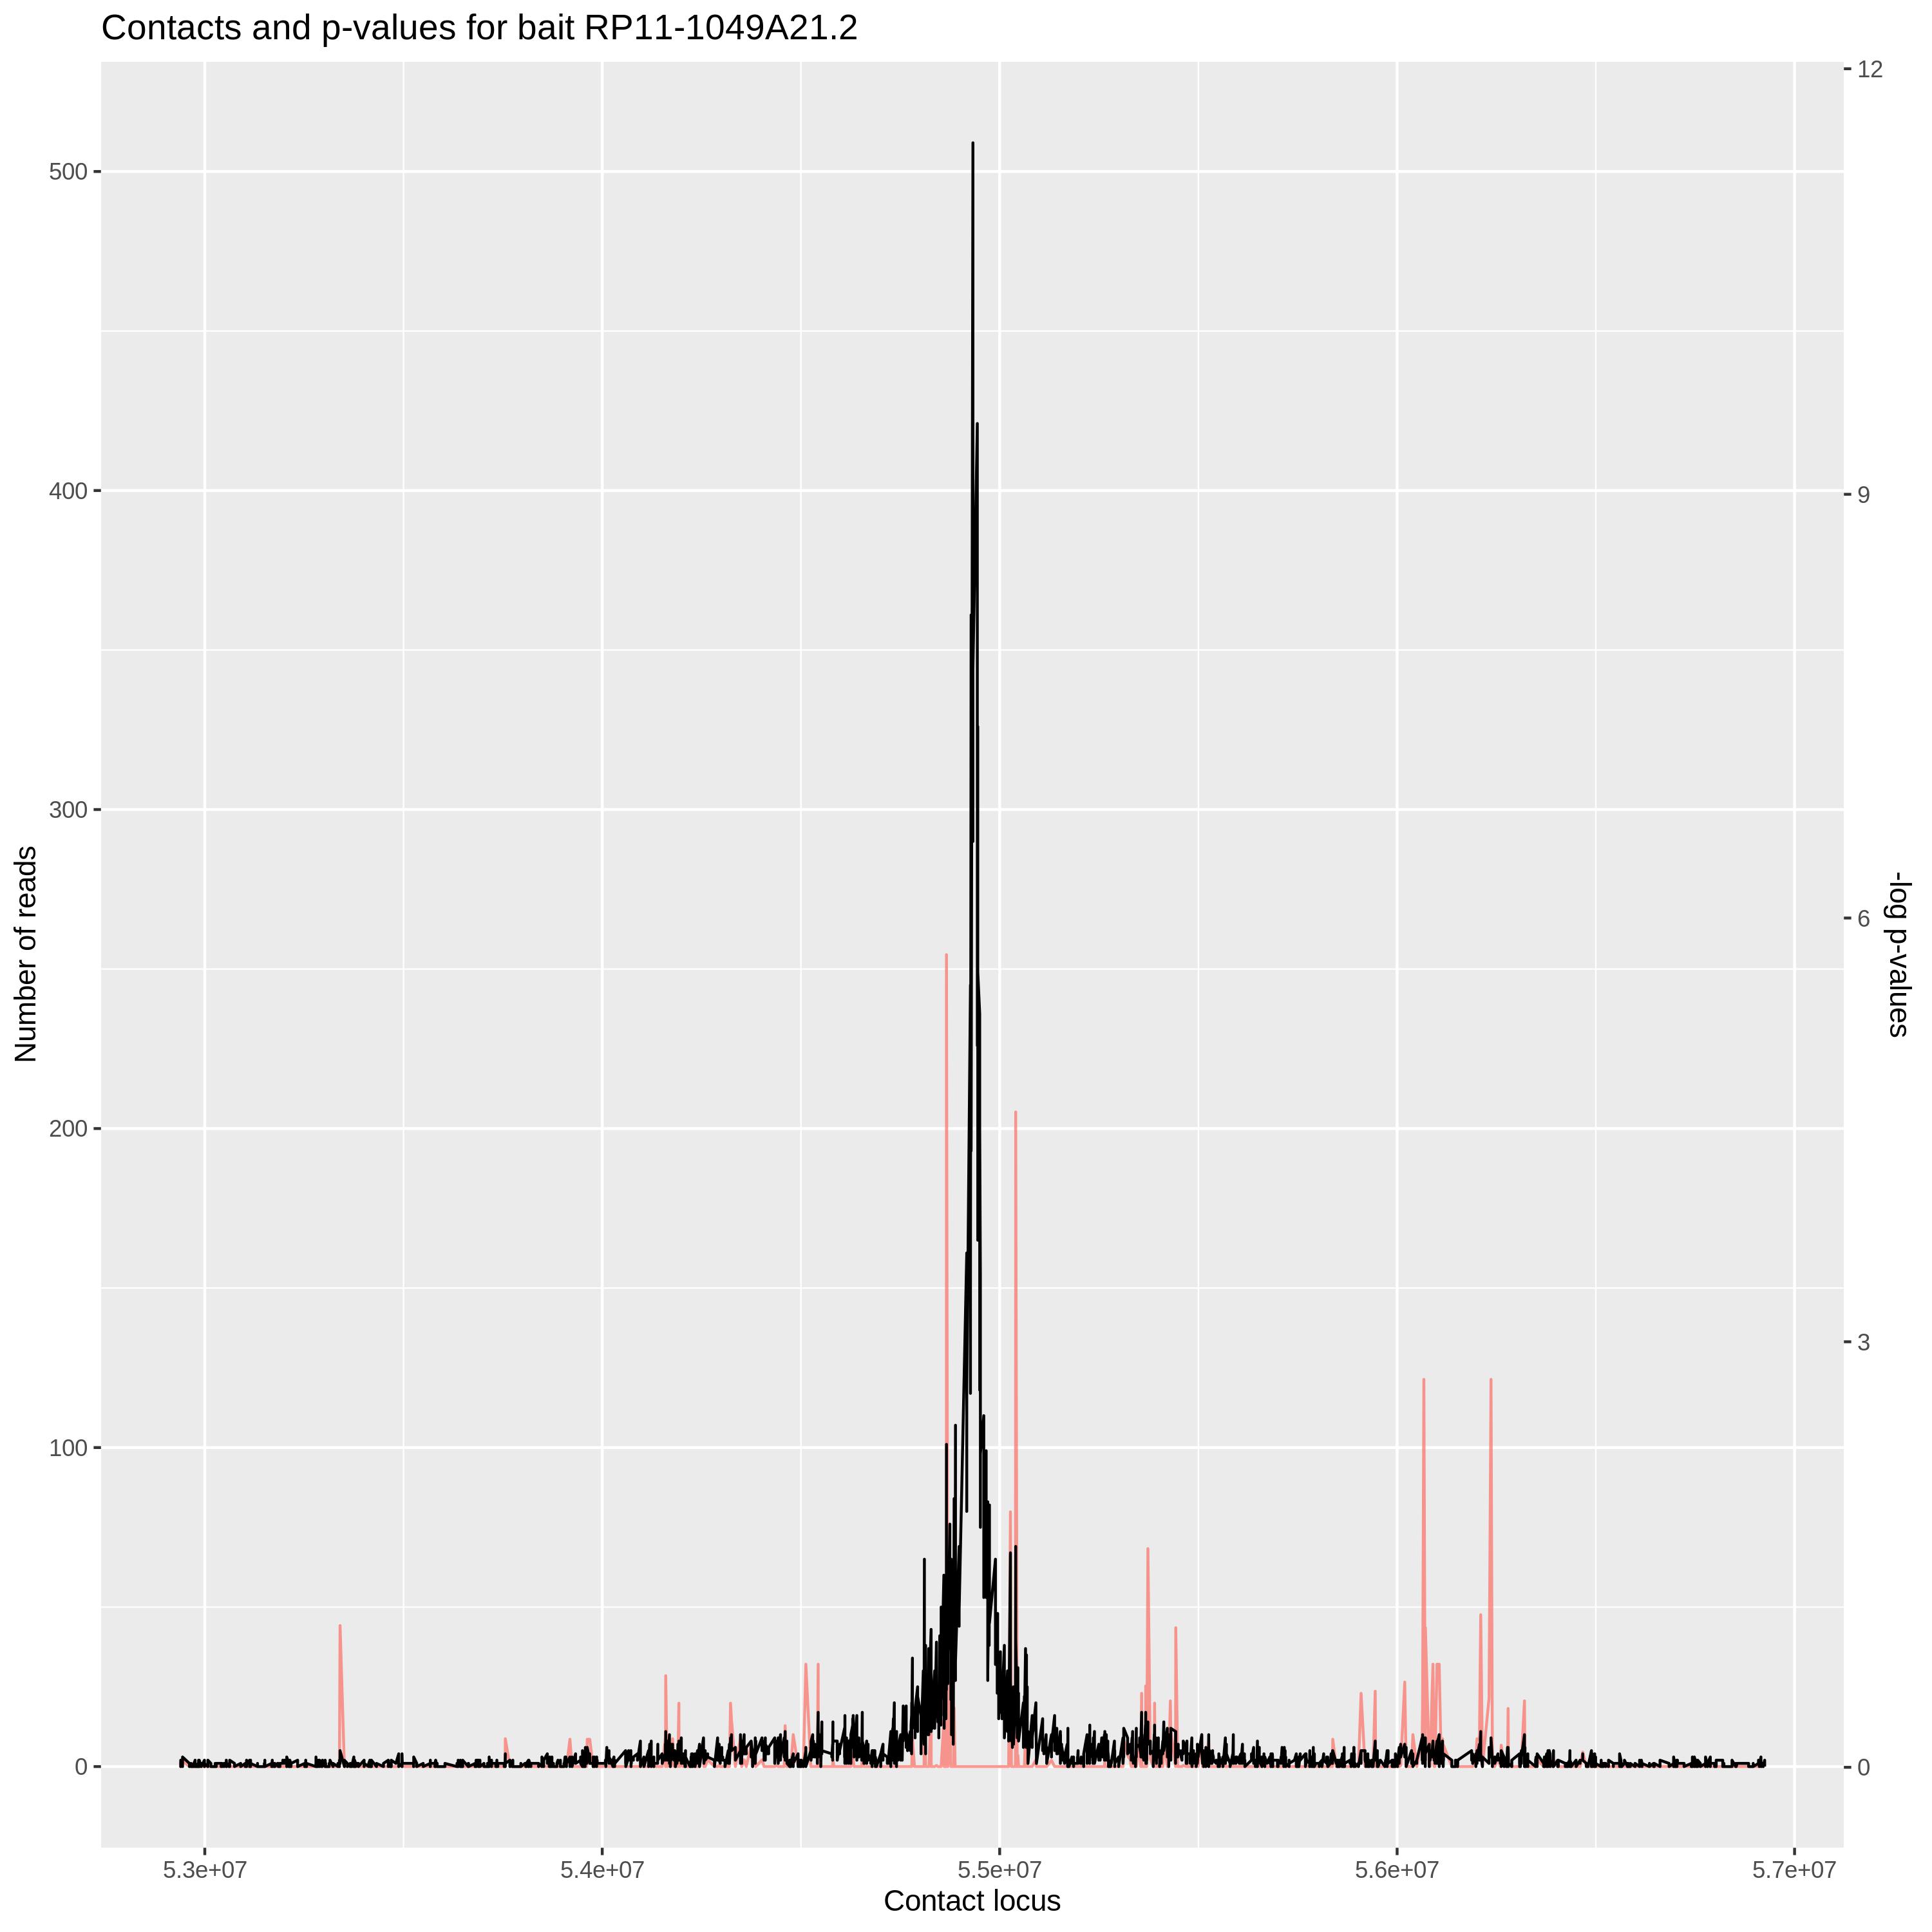 Contacts and p-values for bait RP11-1049A21.2
500
400
300
200
100
0
Number of reads
12
9
6
3
0
-log p-values
5.3e+07
5.4e+07
5.5e+07
5.6e+07
5.7e+07
Contact locus